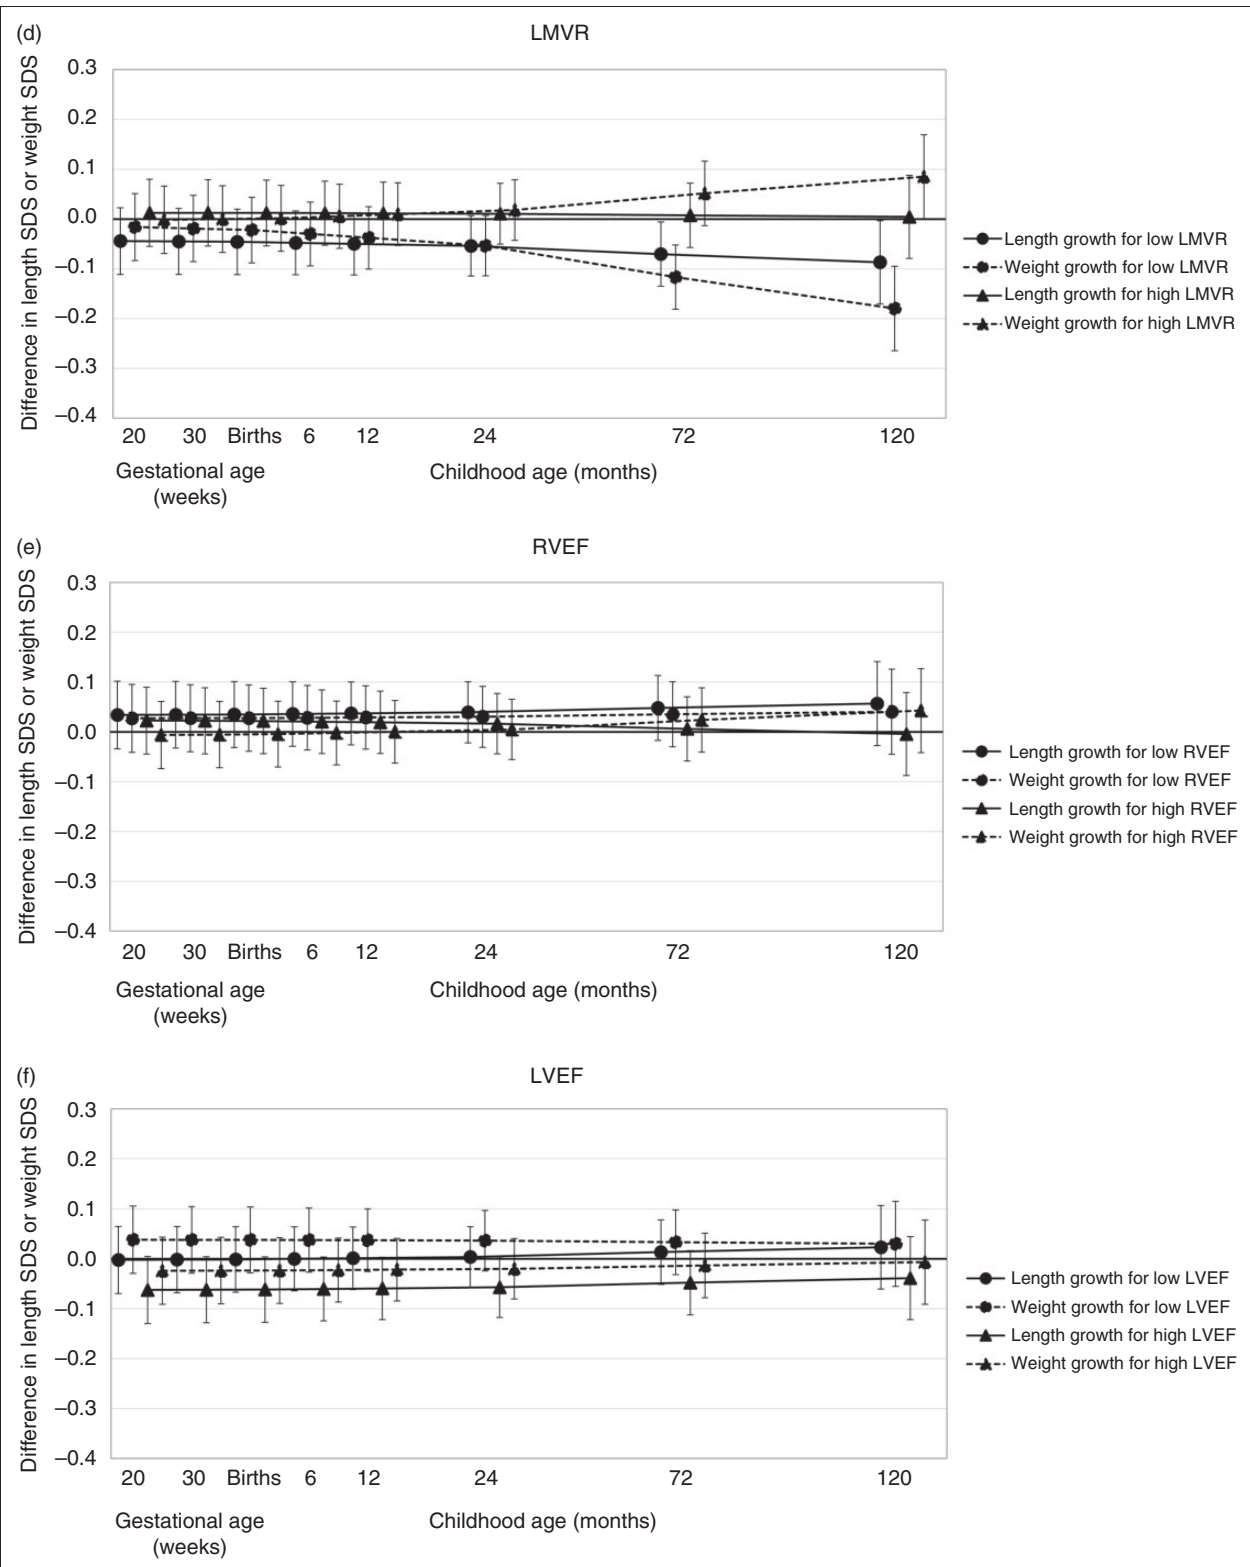 (d)
LMVR
Difference in length SDS or weight SDS
0.3
0.2
0.1
0.0
–0.1
–0.2
–0.3
–0.4
20 30 Births 6 12 24 72 120
Gestational age Childhood age (months)
(weeks)
Length growth for low LMVR
Weight growth for low LMVR
Length growth for high LMVR
Weight growth for high LMVR
(e)
RVEF
Difference in length SDS or weight SDS
0.3
0.2
0.1
0.0
–0.1
–0.2
–0.3
–0.4
20 30 Births 6 12 24 72 120
Gestational age Childhood age (months)
(weeks)
Length growth for low RVEF
Weight growth for low RVEF
Length growth for high RVEF
Weight growth for high RVEF
(f)
LVEF
Difference in length SDS or weight SDS
0.3
0.2
0.1
0.0
–0.1
–0.2
–0.3
–0.4
20 30 Births 6 12 24 72 120
Gestational age Childhood age (months)
(weeks)
Length growth for low LVEF
Weight growth for low LVEF
Length growth for high LVEF
Weight growth for high LVEF